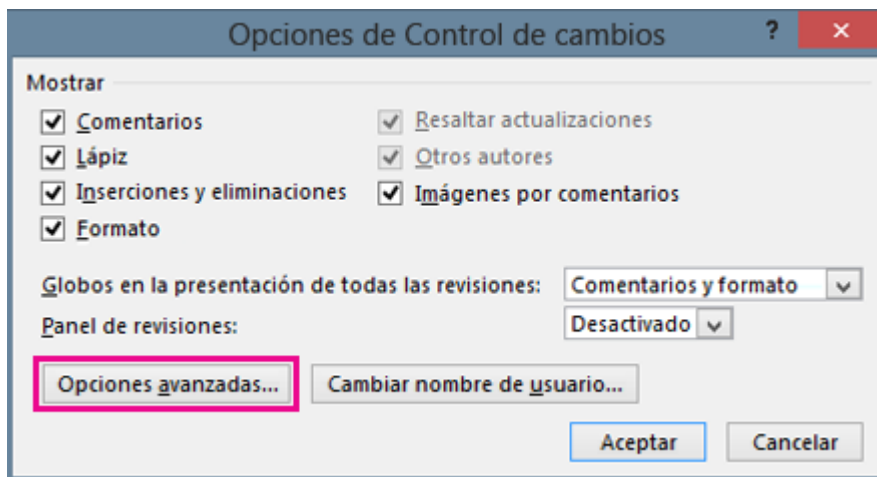 Opciones de Control de cambios ?
Mostrar
Comentarios
Resaltar actualizaciones
Lápiz
Otros autores
Inserciones y eliminaciones
Imágenes por comentarios
Formato
Globos en la presentación de todas las revisiones: Comentarios y formato
Panel de revisiones: Desactivado
Opciones avanzadas... Cambiar nombre de usuario...
Aceptar Cancelar